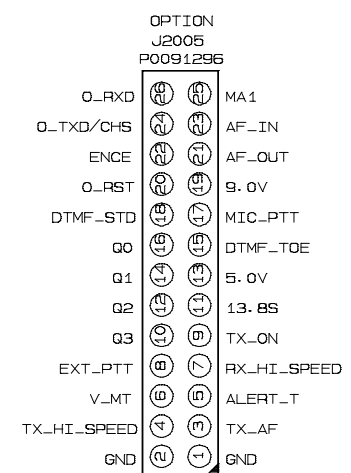 OPTION
J2005
P0091296
O_RXD 26 25 MA1
O_TXD/CHS 24 23 AF_IN
ENCE 22 21 AF_OUT
O_RST 20 19 9.0V
DTMF_STD 18 17 MIC_PTT
Q0 16 15 DTMF_TOE
Q1 14 13 5.0V
Q2 12 11 13.8S
Q3 10 9 TX_ON
EXT_PTT 8 7 RX_HI_SPEED
V_MT 6 5 ALERT_T
TX_HI_SPEED 4 3 TX_AF
GND 2 1 GND